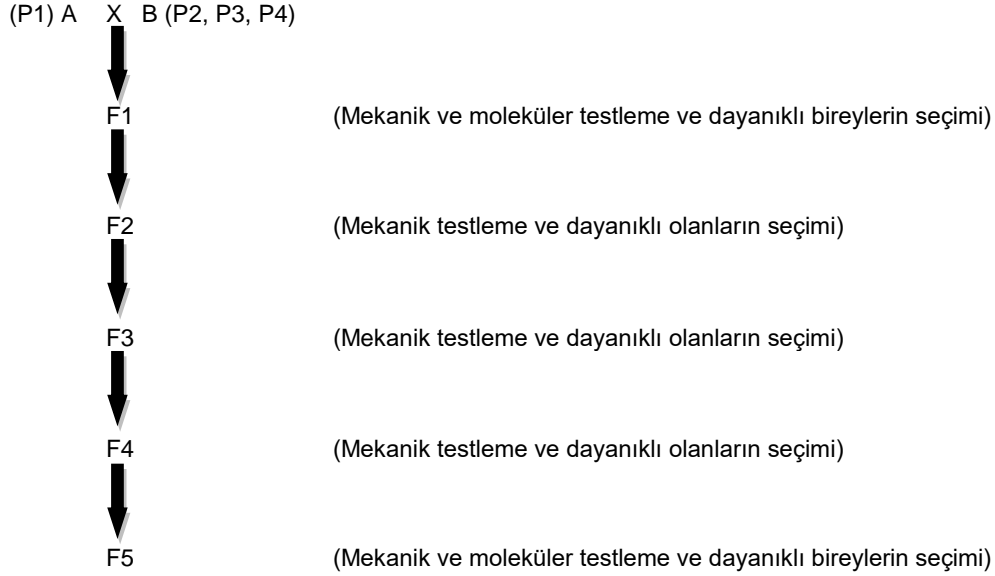 (P1) A X B (P2, P3, P4)
F1 (Mekanik ve moleküler testleme ve dayanıklı bireylerin seçimi)
F2 (Mekanik testleme ve dayanıklı olanların seçimi)
F3 (Mekanik testleme ve dayanıklı olanların seçimi)
F4 (Mekanik testleme ve dayanıklı olanların seçimi)
F5 (Mekanik ve moleküler testleme ve dayanıklı bireylerin seçimi)